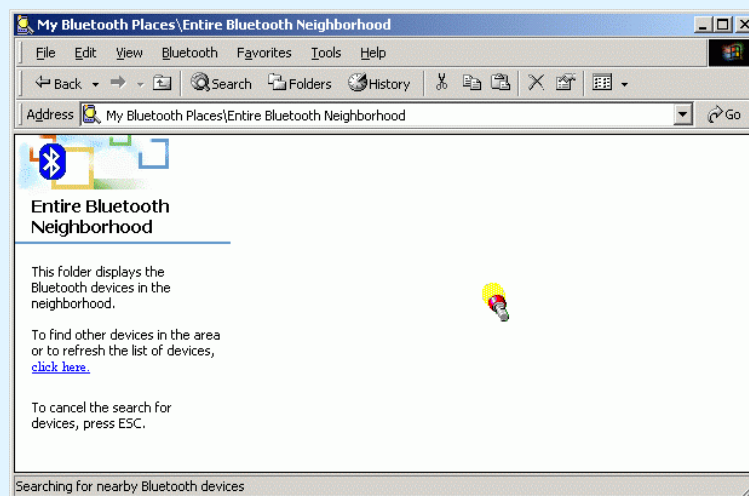 My Bluetooth Places\Entire Bluetooth Neighborhood
File Edit View Bluetooth Favorites Tools Help
Back Search Folders History
Address My Bluetooth Places\Entire Bluetooth Neighborhood Go
Entire Bluetooth
Neighborhood
This folder displays the
Bluetooth devices in the
neighborhood.
To find other devices in the area
or to refresh the list of devices,
click here.
To cancel the search for
devices, press ESC.
Searching for nearby Bluetooth devices